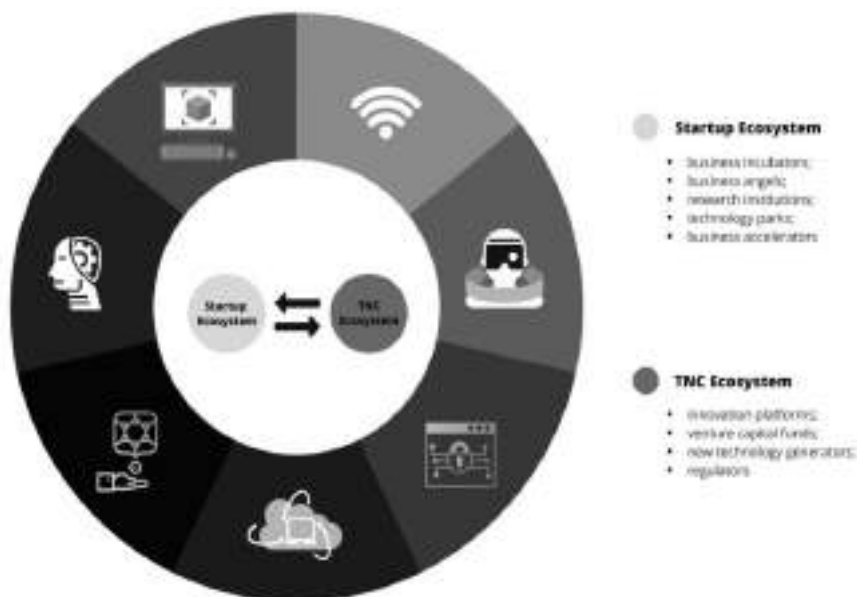 Startup
Ecosystem
TNC
Ecosystem
Startup Ecosystem
• business incubators;
• business angels;
• research institutions;
• technology parks;
• business accelerators
TNC Ecosystem
• innovation platforms;
• venture capital funds;
• new technology generators;
• regulators